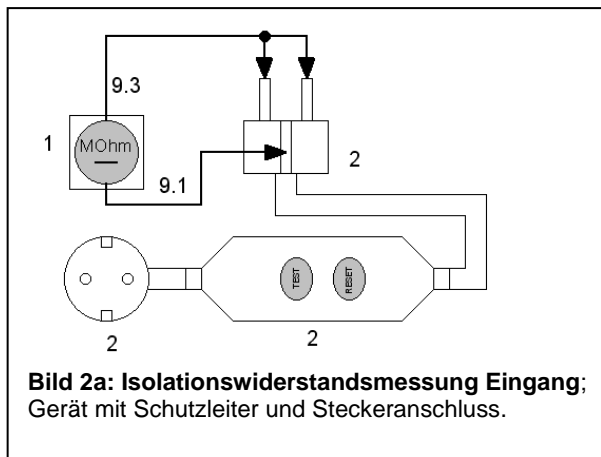 9.3
1
MOhm
2
9.1
TEST
RESET
2
2
Bild 2a: Isolationswiderstandsmessung Eingang;
Gerät mit Schutzleiter und Steckeranschluss.